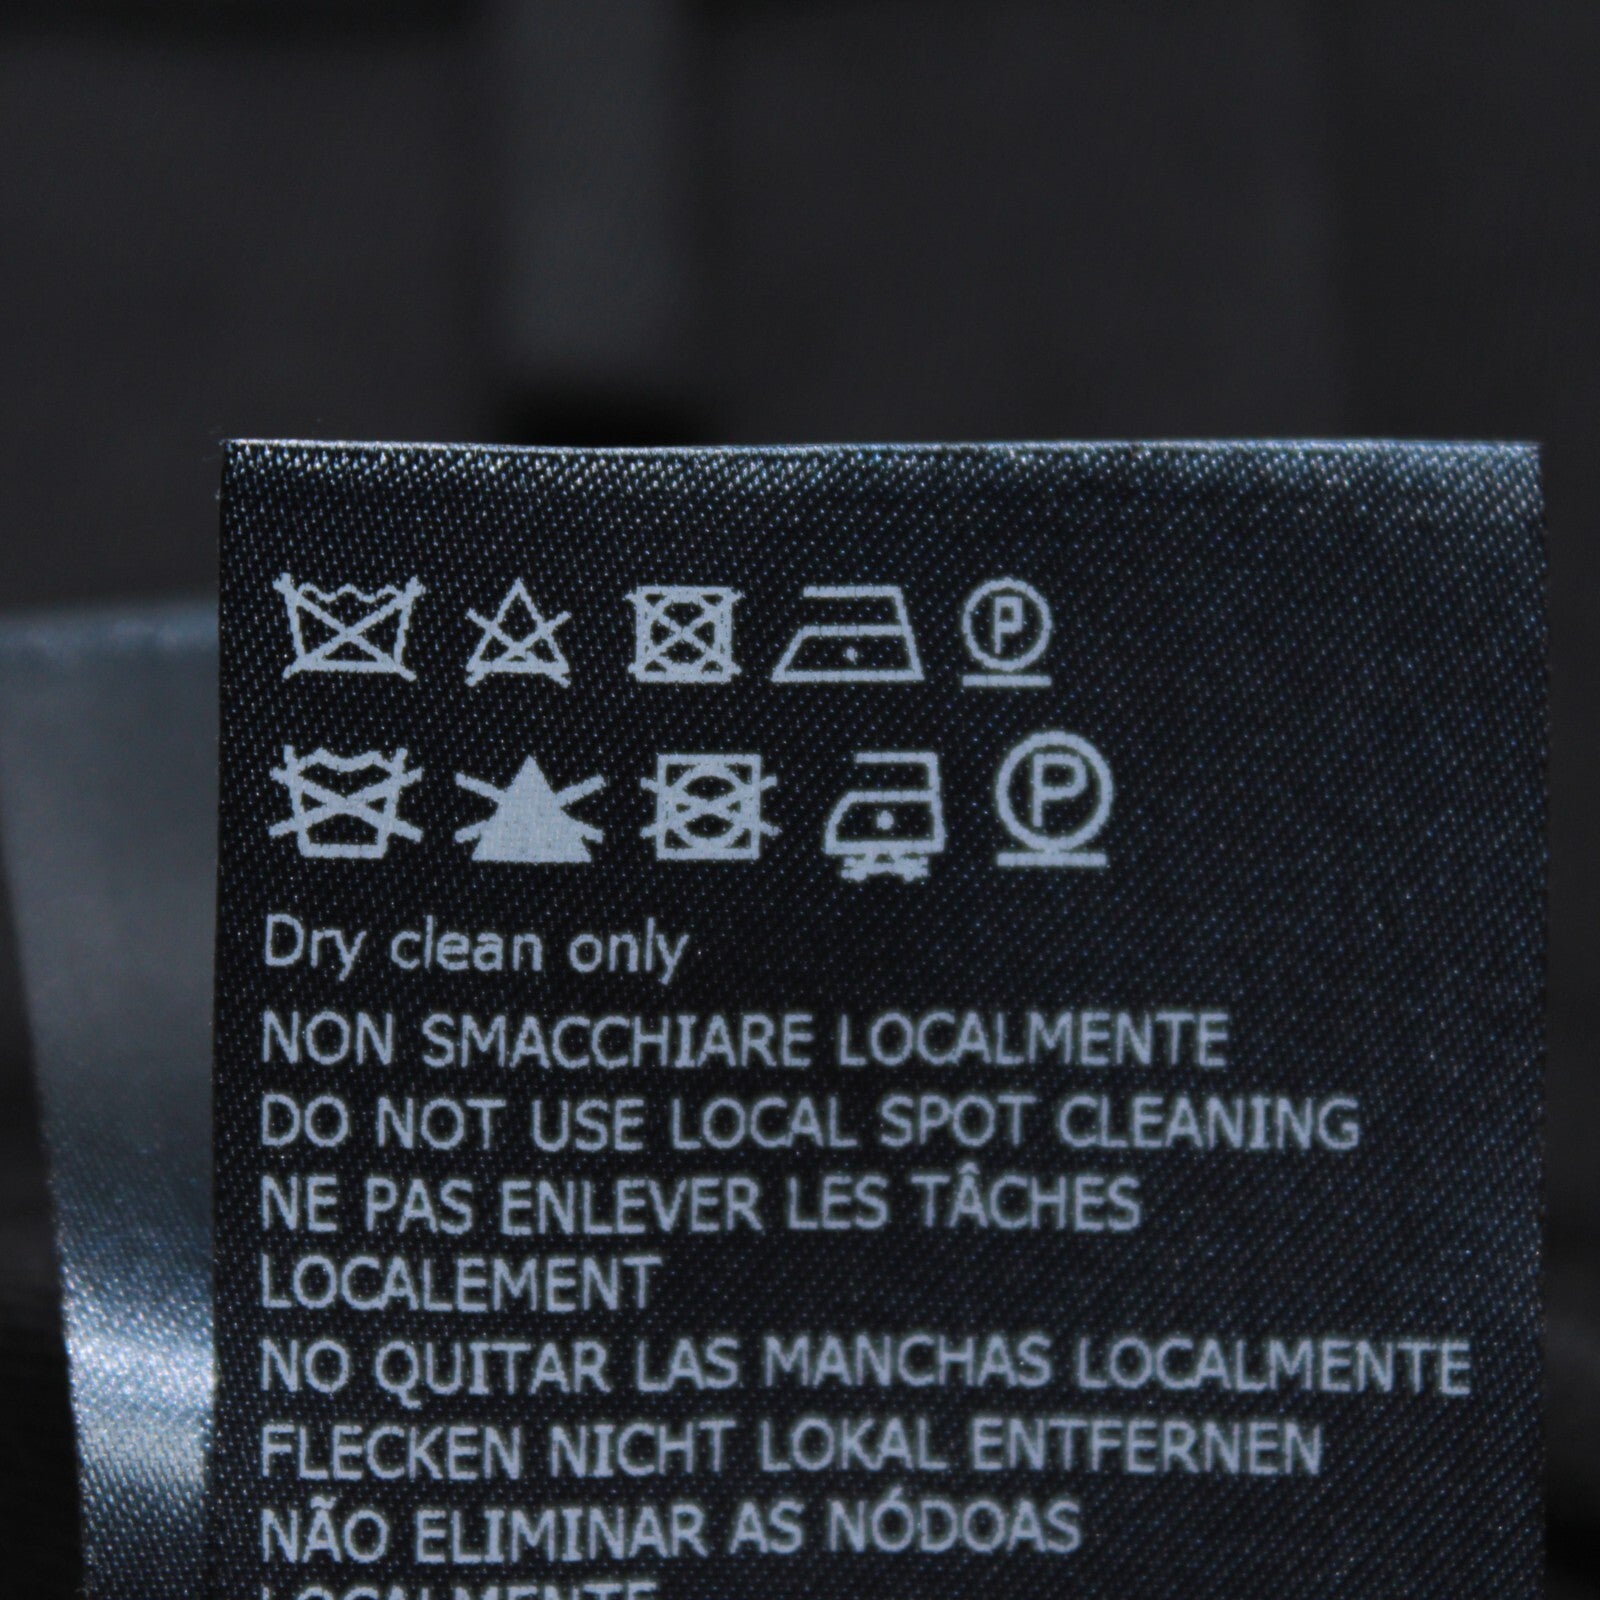 P
P
Dry clean only
NON SMACCHIARE LOCALMENTE
DO NOT USE LOCAL SPOT CLEANING
NE PAS ENLEVER LES TÂCHES
LOCALEMENT
NO QUITAR LAS MANCHAS LOCALMENTE
FLECKEN NICHT LOKAL ENTFERNEN
NÃO ELIMINAR AS NÓDOAS
LOCALMENTE